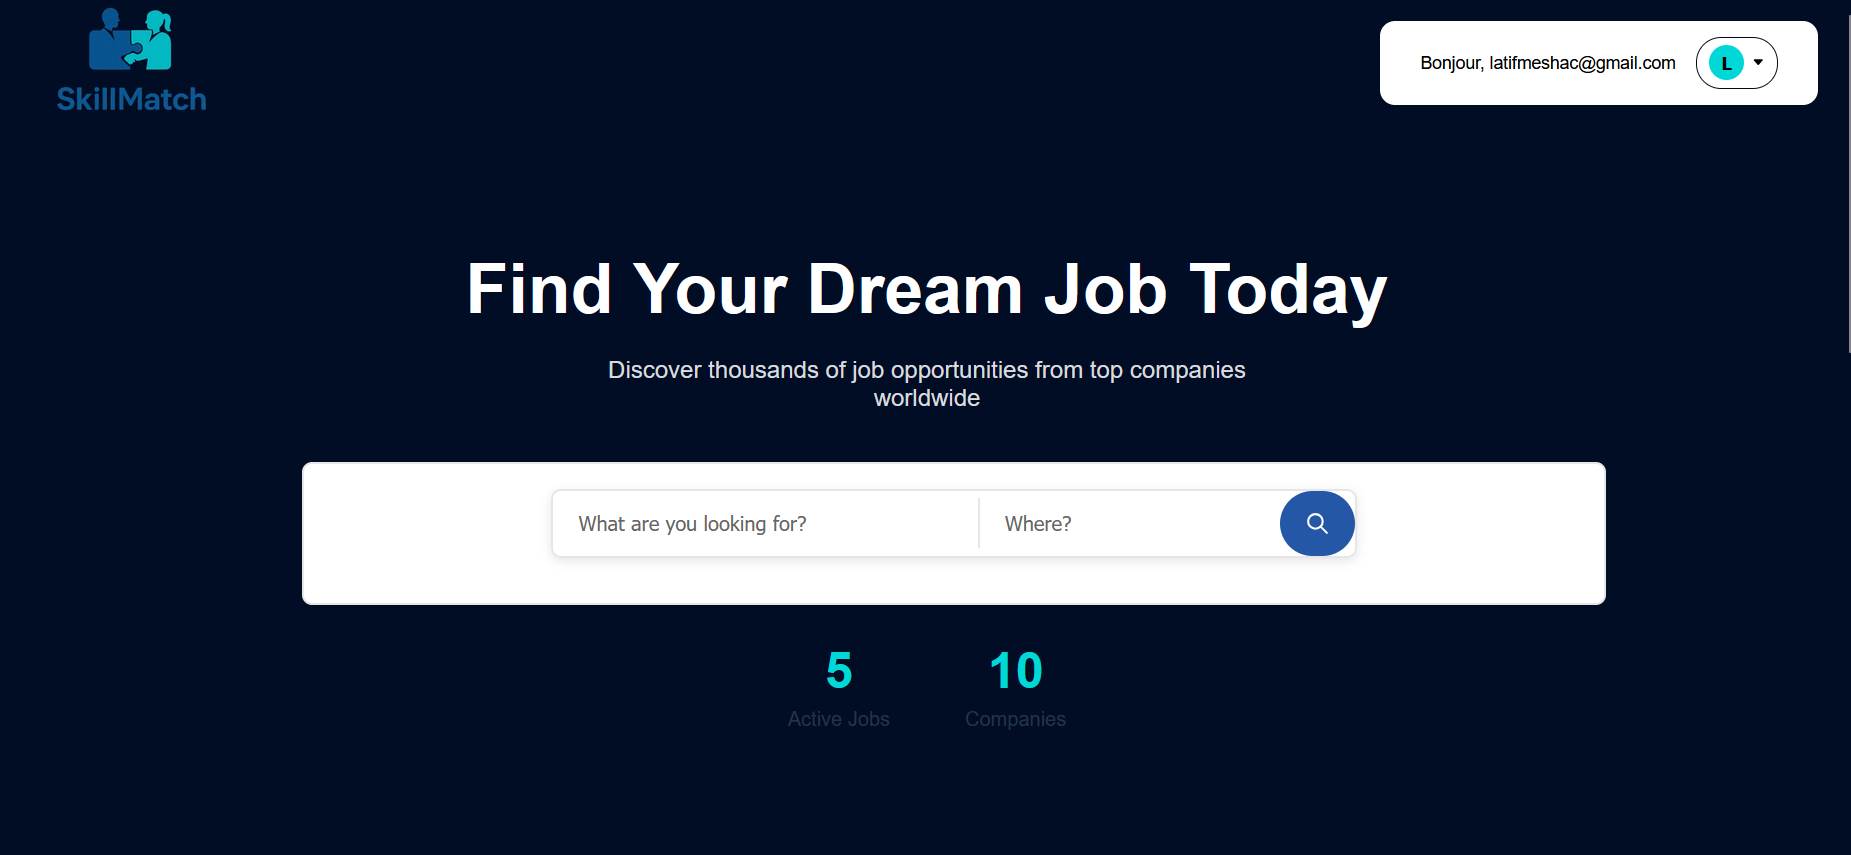 SkillMatch
Bonjour, latifmeshac@gmail.com
L
Find Your Dream Job Today
Discover thousands of job opportunities from top companies
worldwide
What are you looking for?
Where?
5
10
Active Jobs
Companies